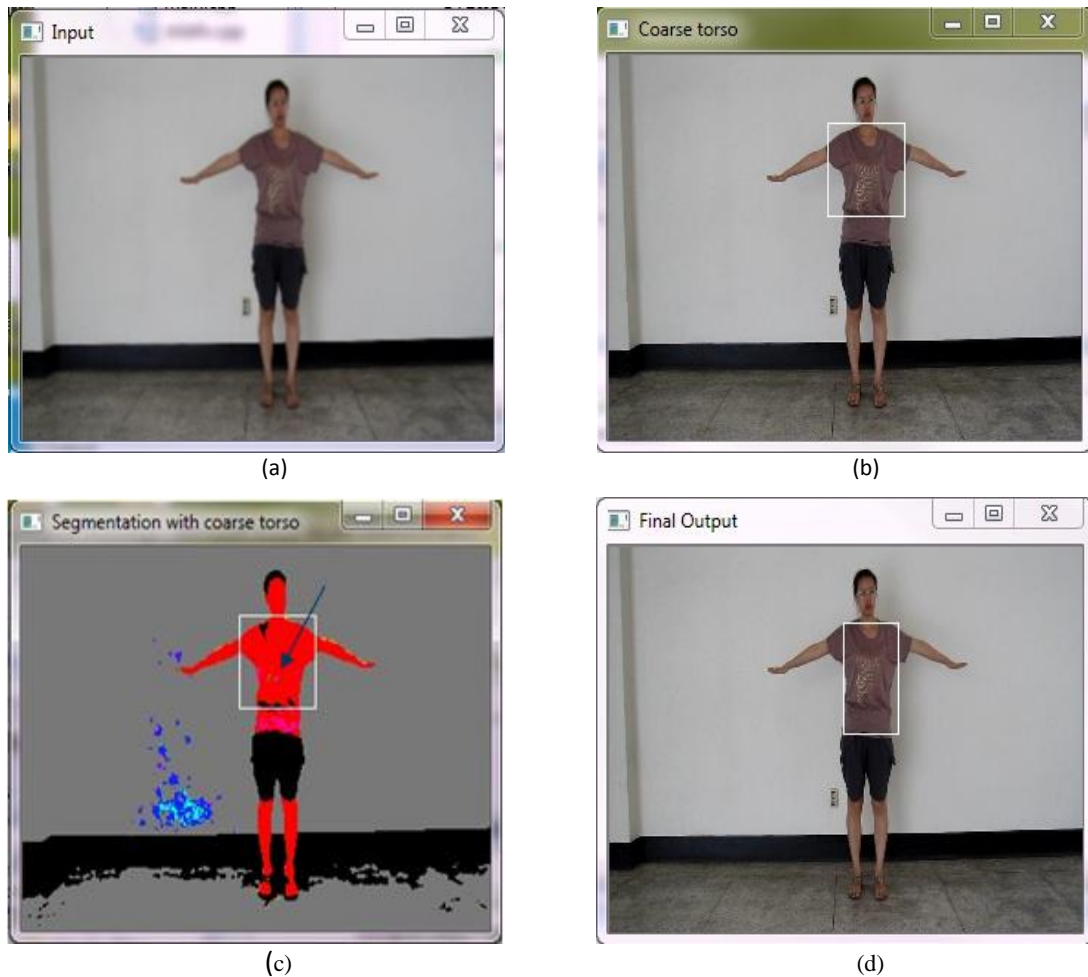 Input
Coarse torso
(a)
(b)
Segmentation with coarse torso
Final Output
(c)
(d)